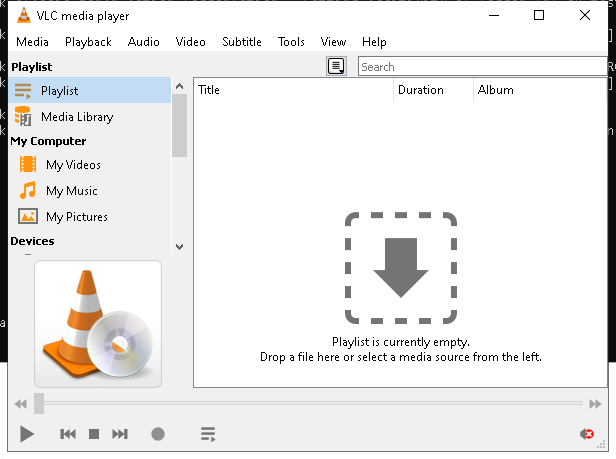 VLC media player
Media Playback Audio Video Subtitle Tools View Help
Playlist
Search
Playlist
Media Library
My Computer
My Videos
My Music
My Pictures
Devices
Title Duration Album
Playlist is currently empty.
Drop a file here or select a media source from the left.